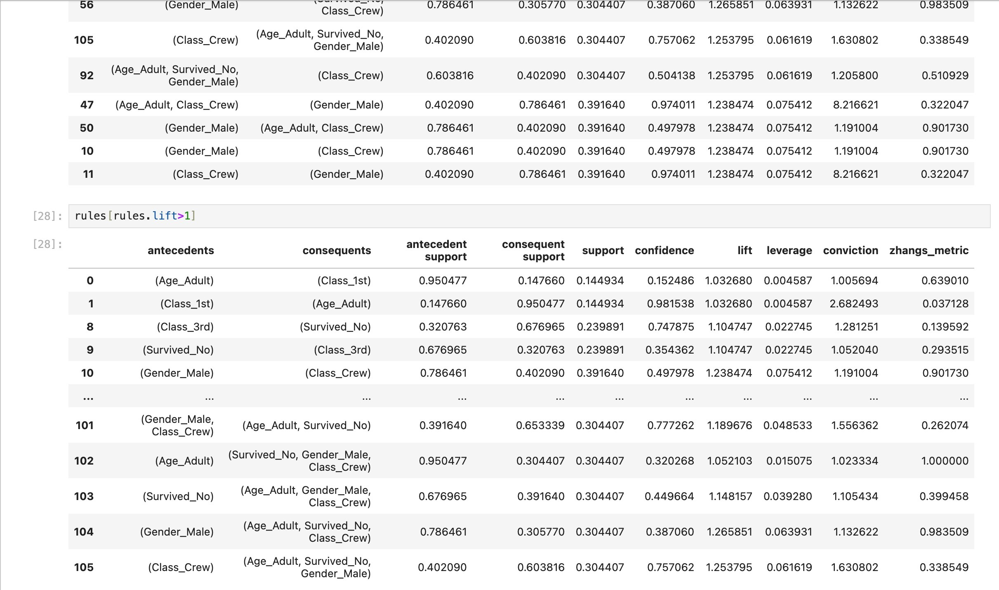 56 (Gender_Male) (Survived_No, Class_Crew) 0.786461 0.305770 0.304407 0.387060 1.265851 0.063931 1.132622 0.983509
105 (Class_Crew) (Age_Adult, Survived_No, Gender_Male) 0.402090 0.603816 0.304407 0.757062 1.253795 0.061619 1.630802 0.338549
92 (Age_Adult, Survived_No, Gender_Male) (Class_Crew) 0.603816 0.402090 0.304407 0.504138 1.253795 0.061619 1.205800 0.510929
47 (Age_Adult, Class_Crew) (Gender_Male) 0.402090 0.786461 0.391640 0.974011 1.238474 0.075412 8.216621 0.322047
50 (Gender_Male) (Age_Adult, Class_Crew) 0.786461 0.402090 0.391640 0.497978 1.238474 0.075412 1.191004 0.901730
10 (Gender_Male) (Class_Crew) 0.786461 0.402090 0.391640 0.497978 1.238474 0.075412 1.191004 0.901730
11 (Class_Crew) (Gender_Male) 0.402090 0.786461 0.391640 0.974011 1.238474 0.075412 8.216621 0.322047
[28]: rules[rules.lift>1]
[28]:
antecedents consequents antecedent support consequent support support confidence lift leverage conviction zhangs_metric
0 (Age_Adult) (Class_1st) 0.950477 0.147660 0.144934 0.152486 1.032680 0.004587 1.005694 0.639010
1 (Class_1st) (Age_Adult) 0.147660 0.950477 0.144934 0.981538 1.032680 0.004587 2.682493 0.037128
8 (Class_3rd) (Survived_No) 0.320763 0.676965 0.239891 0.747875 1.104747 0.022745 1.281251 0.139592
9 (Survived_No) (Class_3rd) 0.676965 0.320763 0.239891 0.354362 1.104747 0.022745 1.052040 0.293515
10 (Gender_Male) (Class_Crew) 0.786461 0.402090 0.391640 0.497978 1.238474 0.075412 1.191004 0.901730
... ... ... ... ... ... ... ... ... ... ...
101 (Gender_Male, Class_Crew) (Age_Adult, Survived_No) 0.391640 0.653339 0.304407 0.777262 1.189676 0.048533 1.556362 0.262074
102 (Age_Adult) (Survived_No, Gender_Male, Class_Crew) 0.950477 0.304407 0.304407 0.320268 1.052103 0.015075 1.023334 1.000000
103 (Survived_No) (Age_Adult, Gender_Male, Class_Crew) 0.676965 0.391640 0.304407 0.449664 1.148157 0.039280 1.105434 0.399458
104 (Gender_Male) (Age_Adult, Survived_No, Class_Crew) 0.786461 0.305770 0.304407 0.387060 1.265851 0.063931 1.132622 0.983509
105 (Class_Crew) (Age_Adult, Survived_No, Gender_Male) 0.402090 0.603816 0.304407 0.757062 1.253795 0.061619 1.630802 0.338549